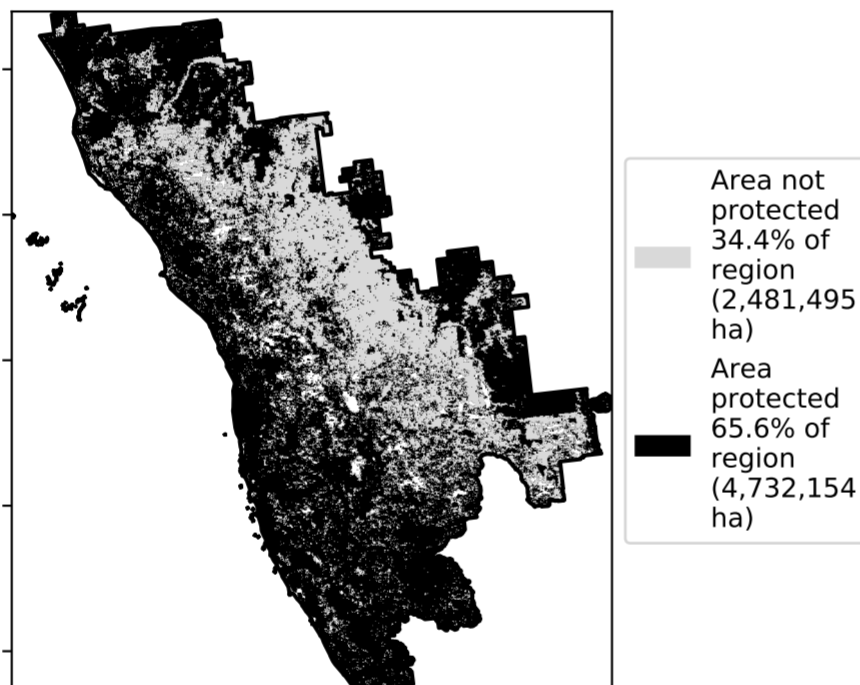 Area not
protected
34.4% of
region
(2,481,495
ha)
Area
protected
65.6% of
region
(4,732,154
ha)